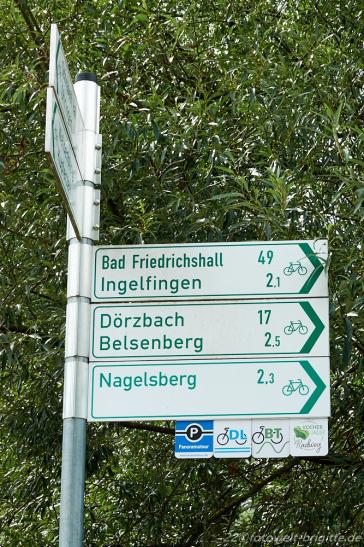 Bad Friedrichshall 49
Ingelfingen 2,1
Dörzbach 17
Belsenberg 2,5
Nagelsberg 2,3
P
Panoramatour
DL
B-T
KOCHER
JAGST
Radweg
fotowelt-brigitte.de